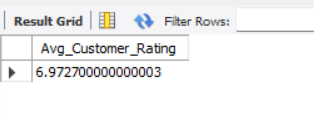 Result Grid Filter Rows:
Avg_Customer_Rating
6.972700000000003